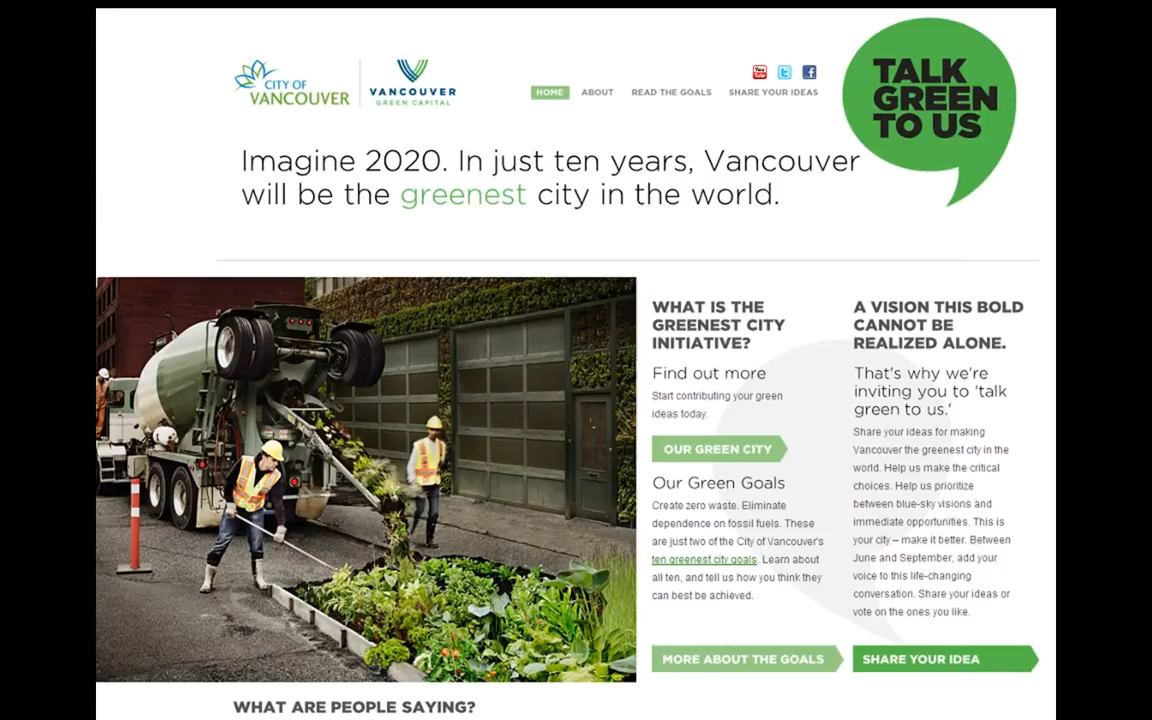 CITY OF
VANCOUVER
VANCOUVER
GREEN CAPITAL
You
Tube
HOME
ABOUT
READ THE GOALS
SHARE YOUR IDEAS
TALK
GREEN
TO US
Imagine 2020. In just ten years, Vancouver
will be the greenest city in the world.
WHAT IS THE
GREENEST CITY
INITIATIVE?
Find out more
Start contributing your green
ideas today.
OUR GREEN CITY
Our Green Goals
Create zero waste. Eliminate
dependence on fossil fuels. These
are just two of the City of Vancouver's
ten greenest city goals. Learn about
all ten, and tell us how you think they
can best be achieved.
MORE ABOUT THE GOALS
A VISION THIS BOLD
CANNOT BE
REALIZED ALONE.
That's why we're
inviting you to 'talk
green to us.'
Share your ideas for making
Vancouver the greenest city in the
world. Help us make the critical
choices. Help us prioritize
between blue-sky visions and
immediate opportunities. This is
your city – make it better. Between
June and September, add your
voice to this life-changing
conversation. Share your ideas or
vote on the ones you like.
SHARE YOUR IDEA
WHAT ARE PEOPLE SAYING?